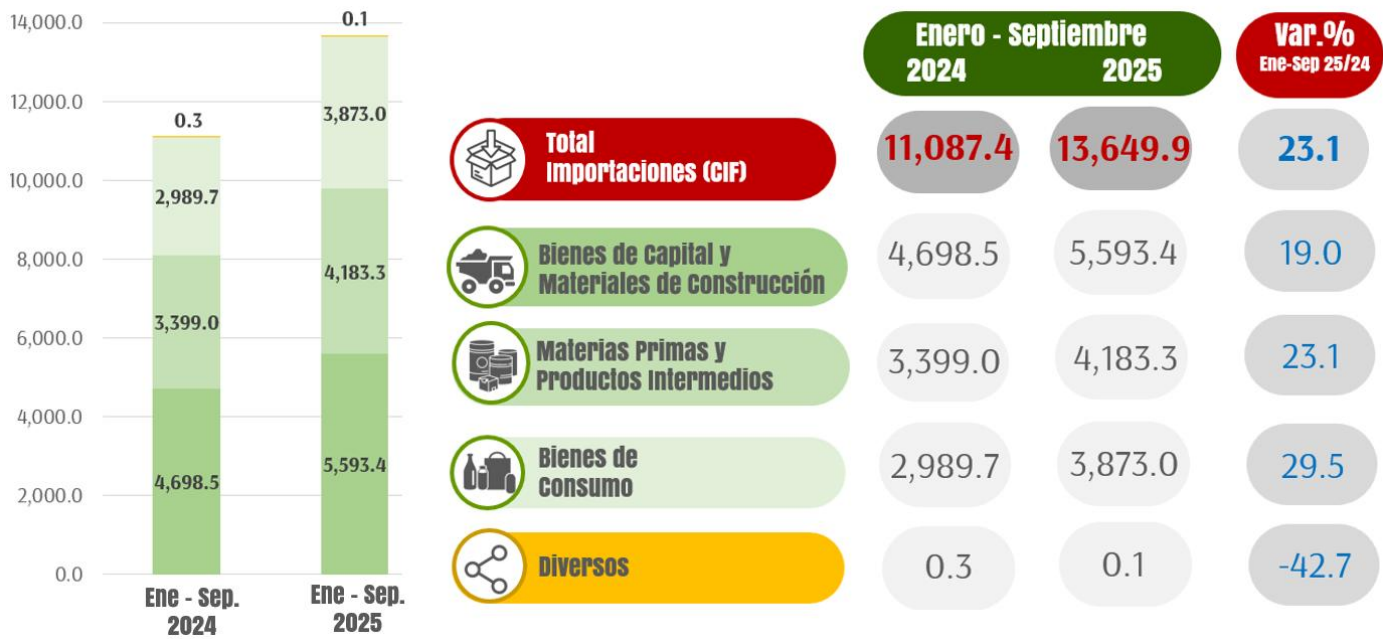 14,000.0
12,000.0
10,000.0
8,000.0
6,000.0
4,000.0
2,000.0
0.0
0.3
2,989.7
3,399.0
4,698.5
0.1
3,873.0
4,183.3
5,593.4
Ene - Sep.
2024
Ene - Sep.
2025
Enero - Septiembre
2024 2025
Var.%
Ene-Sep 25/24
Total
Importaciones (CIF)
11,087.4 13,649.9 23.1
Bienes de Capital y
Materiales de Construcción
4,698.5 5,593.4 19.0
Materias Primas y
Productos Intermedios
3,399.0 4,183.3 23.1
Bienes de
Consumo
2,989.7 3,873.0 29.5
Diversos
0.3 0.1 -42.7